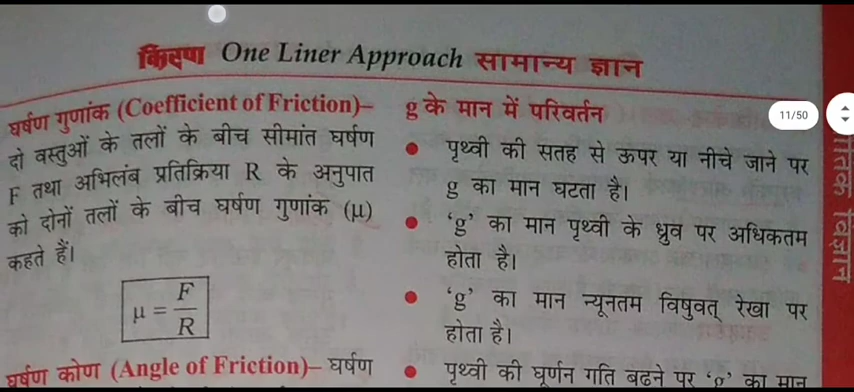 किरण One Liner Approach सामान्य ज्ञान
घर्षण गुणांक (Coefficient of Friction)–
दो वस्तुओं के तलों के बीच सीमांत घर्षण
F तथा अभिलंब प्रतिक्रिया R के अनुपात
को दोनों तलों के बीच घर्षण गुणांक (μ)
कहते हैं।
μ = F/R
घर्षण कोण (Angle of Friction)– घर्षण
g के मान में परिवर्तन
पृथ्वी की सतह से ऊपर या नीचे जाने पर
g का मान घटता है।
‘g’ का मान पृथ्वी के ध्रुव पर अधिकतम
होता है।
‘g’ का मान न्यूनतम विषुवत् रेखा पर
होता है।
पृथ्वी की घूर्णन गति बढ़ने पर ‘g’ का मान
11/50
विज्ञान